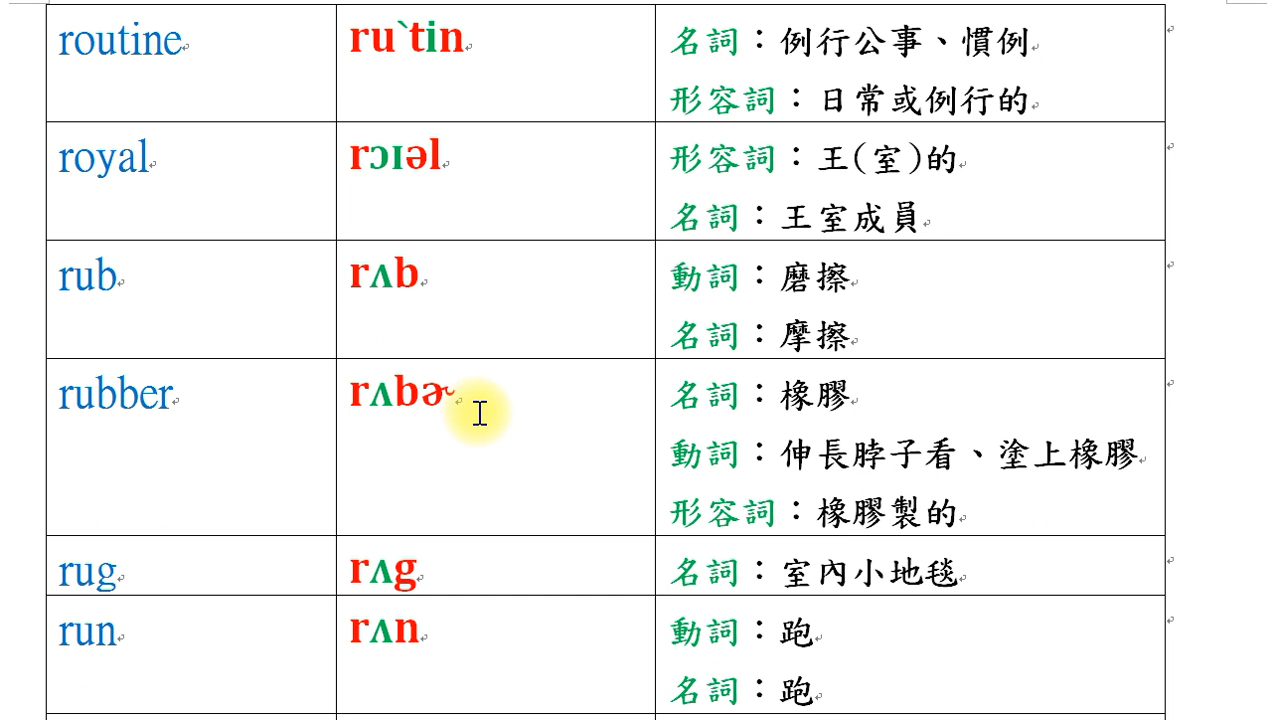 routine
ruˋtin
名詞：例行公事、慣例
形容詞：日常或例行的
royal
rɔɪəl
形容詞：王(室)的
名詞：王室成員
rub
rʌb
動詞：磨擦
名詞：摩擦
rubber
rʌbɚ
名詞：橡膠
動詞：伸長脖子看、塗上橡膠
形容詞：橡膠製的
rug
rʌg
名詞：室內小地毯
run
rʌn
動詞：跑
名詞：跑